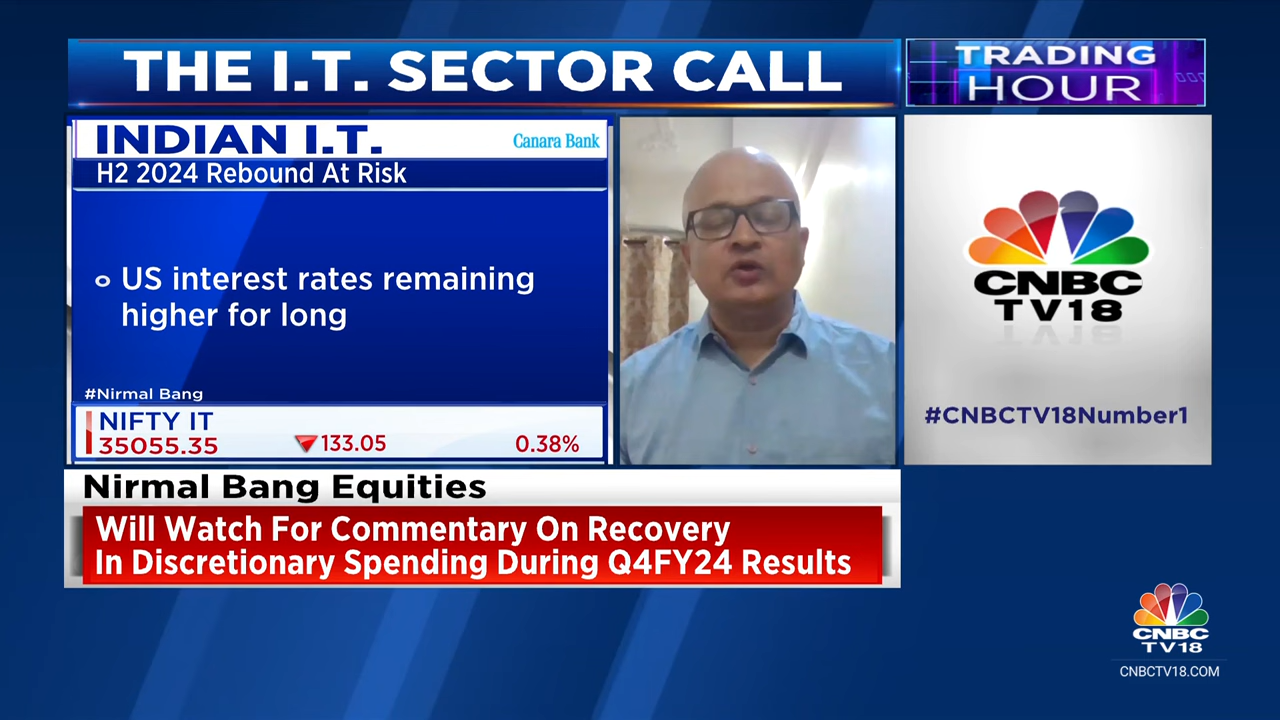 THE I.T. SECTOR CALL
TRADING
HOUR
INDIAN I.T.
Canara Bank
H2 2024 Rebound At Risk
US interest rates remaining
higher for long
#Nirmal Bang
NIFTY IT
35055.35
133.05
0.38%
CNBC
TV18
#CNBCTV18Number1
Nirmal Bang Equities
Will Watch For Commentary On Recovery
In Discretionary Spending During Q4FY24 Results
CNBC
TV18
CNBCTV18.COM